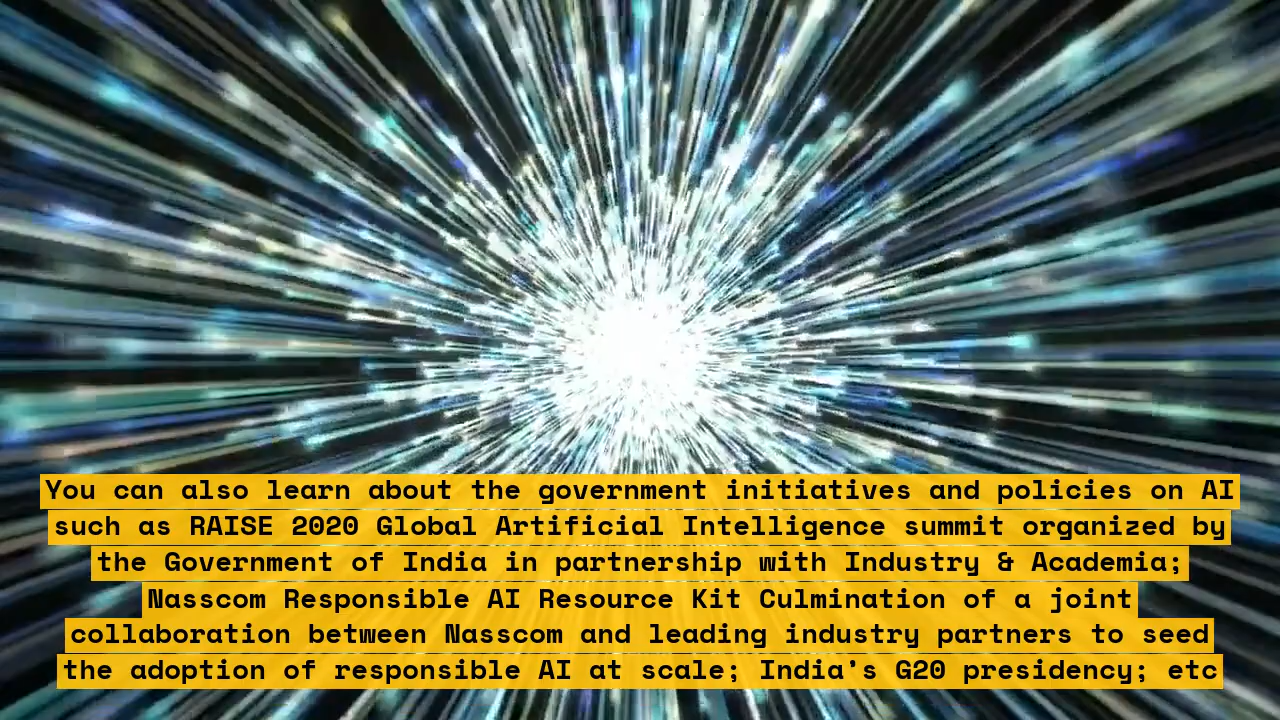 You can also learn about the government initiatives and policies on AI
such as RAISE 2020 Global Artificial Intelligence summit organized by
the Government of India in partnership with Industry & Academia;
Nasscom Responsible AI Resource Kit Culmination of a joint
collaboration between Nasscom and leading industry partners to seed
the adoption of responsible AI at scale; India's G20 presidency; etc